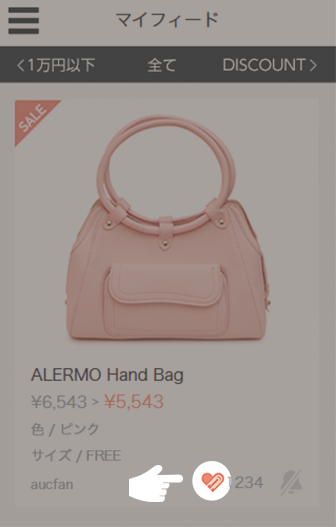 マイフィード
<1万円以下 全て DISCOUNT>
SALE
ALERMO Hand Bag
¥6,543 > ¥5,543
色 / ピンク
サイズ / FREE
aucfan 1234